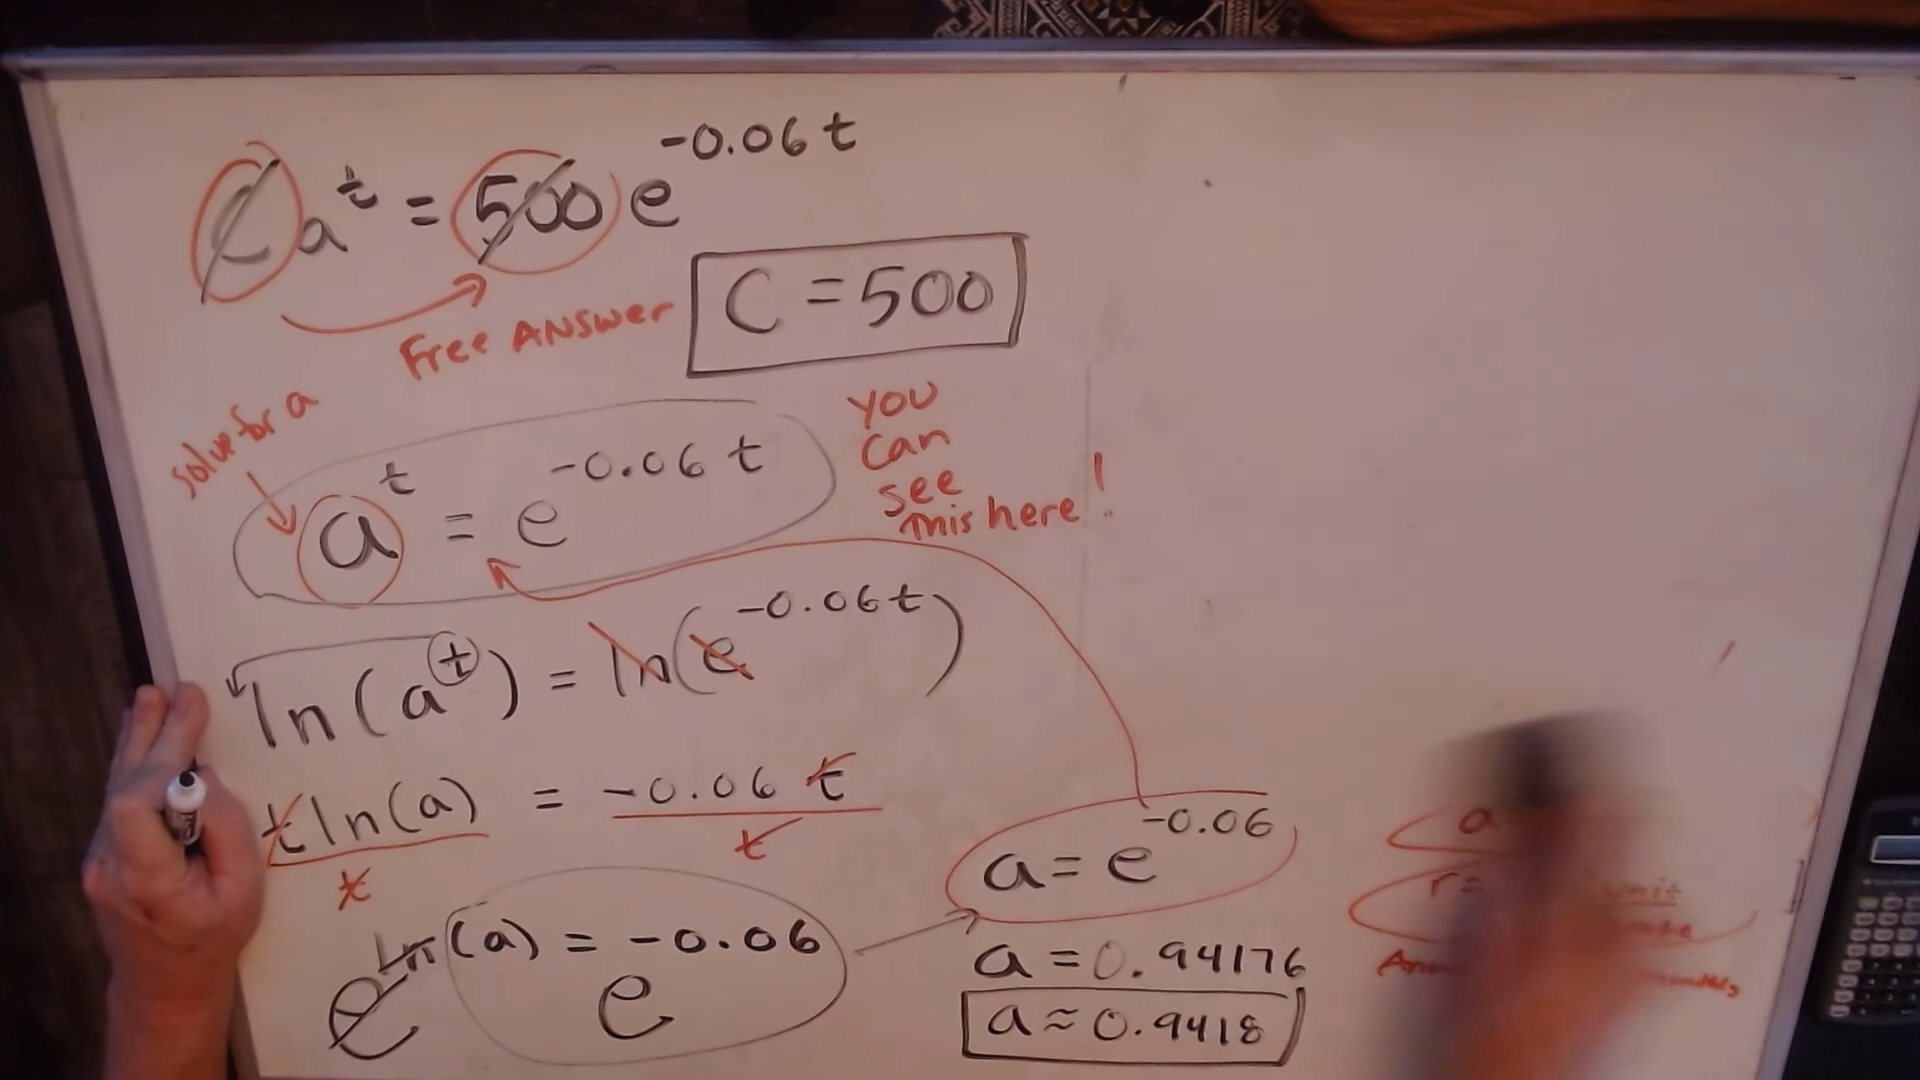 Ca^t = 500 e^-0.06t
Free ANSWER
C = 500
solve for a
a^t = e^-0.06t
you
can
see
this here!
ln(a^t) = ln(e^-0.06t)
t ln(a) = -0.06 t
t t
e^ln(a) = e^-0.06
a = e^-0.06
a = 0.94176
a ≈ 0.9418
a
r =